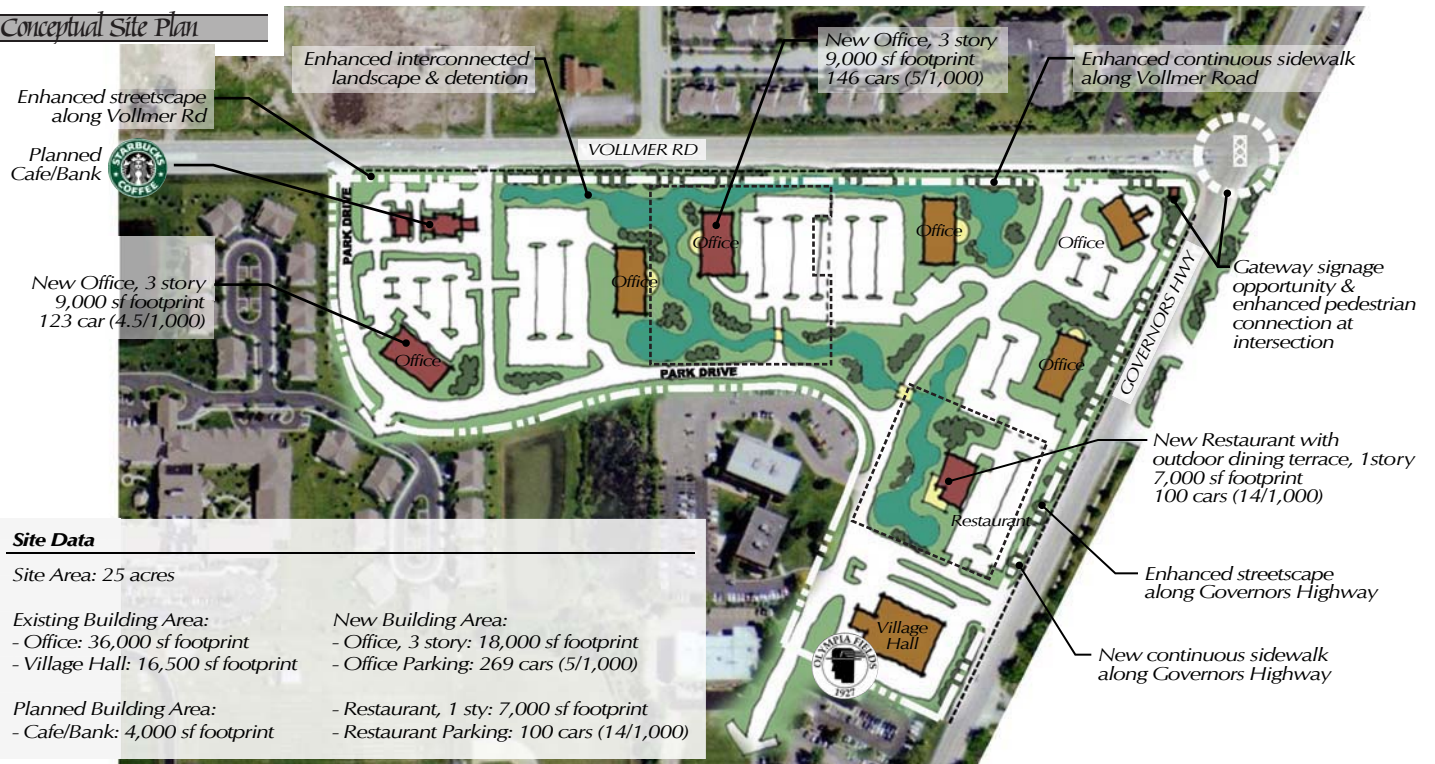 Conceptual Site Plan
Enhanced interconnected
landscape & detention
New Office, 3 story
9,000 sf footprint
146 cars (5/1,000)
Enhanced continuous sidewalk
along Vollmer Road
Enhanced streetscape
along Vollmer Rd
VOLLMER RD
Planned
Cafe/Bank
STARBUCKS
COFFEE
PARK DRIVE
Office
Office
Office
Office
New Office, 3 story
9,000 sf footprint
123 car (4.5/1,000)
Office
Office
PARK DRIVE
GOVERNORS HWY
Gateway signage
opportunity &
enhanced pedestrian
connection at
intersection
New Restaurant with
outdoor dining terrace, 1story
7,000 sf footprint
100 cars (14/1,000)
Restaurant
Enhanced streetscape
along Governors Highway
Village
Hall
New continuous sidewalk
along Governors Highway
OLYMPIA FIELDS
1927
Site Data
Site Area: 25 acres
Existing Building Area:
- Office: 36,000 sf footprint
- Village Hall: 16,500 sf footprint
Planned Building Area:
- Cafe/Bank: 4,000 sf footprint
New Building Area:
- Office, 3 story: 18,000 sf footprint
- Office Parking: 269 cars (5/1,000)
- Restaurant, 1 sty: 7,000 sf footprint
- Restaurant Parking: 100 cars (14/1,000)